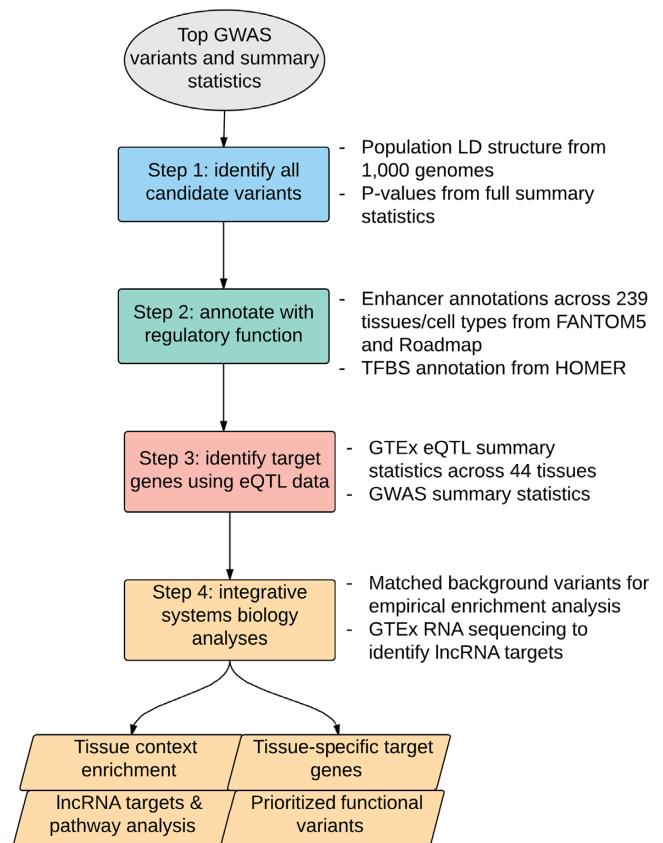 Top GWAS
variants and summary
statistics
Step 1: identify all
candidate variants
- Population LD structure from
1,000 genomes
- P-values from full summary
statistics
Step 2: annotate with
regulatory function
- Enhancer annotations across 239
tissues/cell types from FANTOM5
and Roadmap
- TFBS annotation from HOMER
Step 3: identify target
genes using eQTL data
- GTEx eQTL summary
statistics across 44 tissues
- GWAS summary statistics
Step 4: integrative
systems biology
analyses
- Matched background variants for
empirical enrichment analysis
- GTEx RNA sequencing to
identify lncRNA targets
Tissue context
enrichment
Tissue-specific target
genes
lncRNA targets &
pathway analysis
Prioritized functional
variants